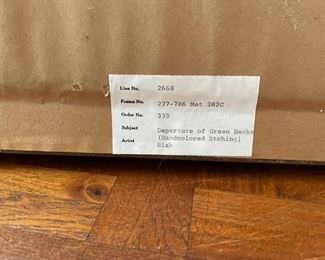 Line No. 2668
Frame No. 277-7K6 Mat 282C
Order No. 339
Subject Departure of Green Necks
(Handcolored Etching)
Artist Riab